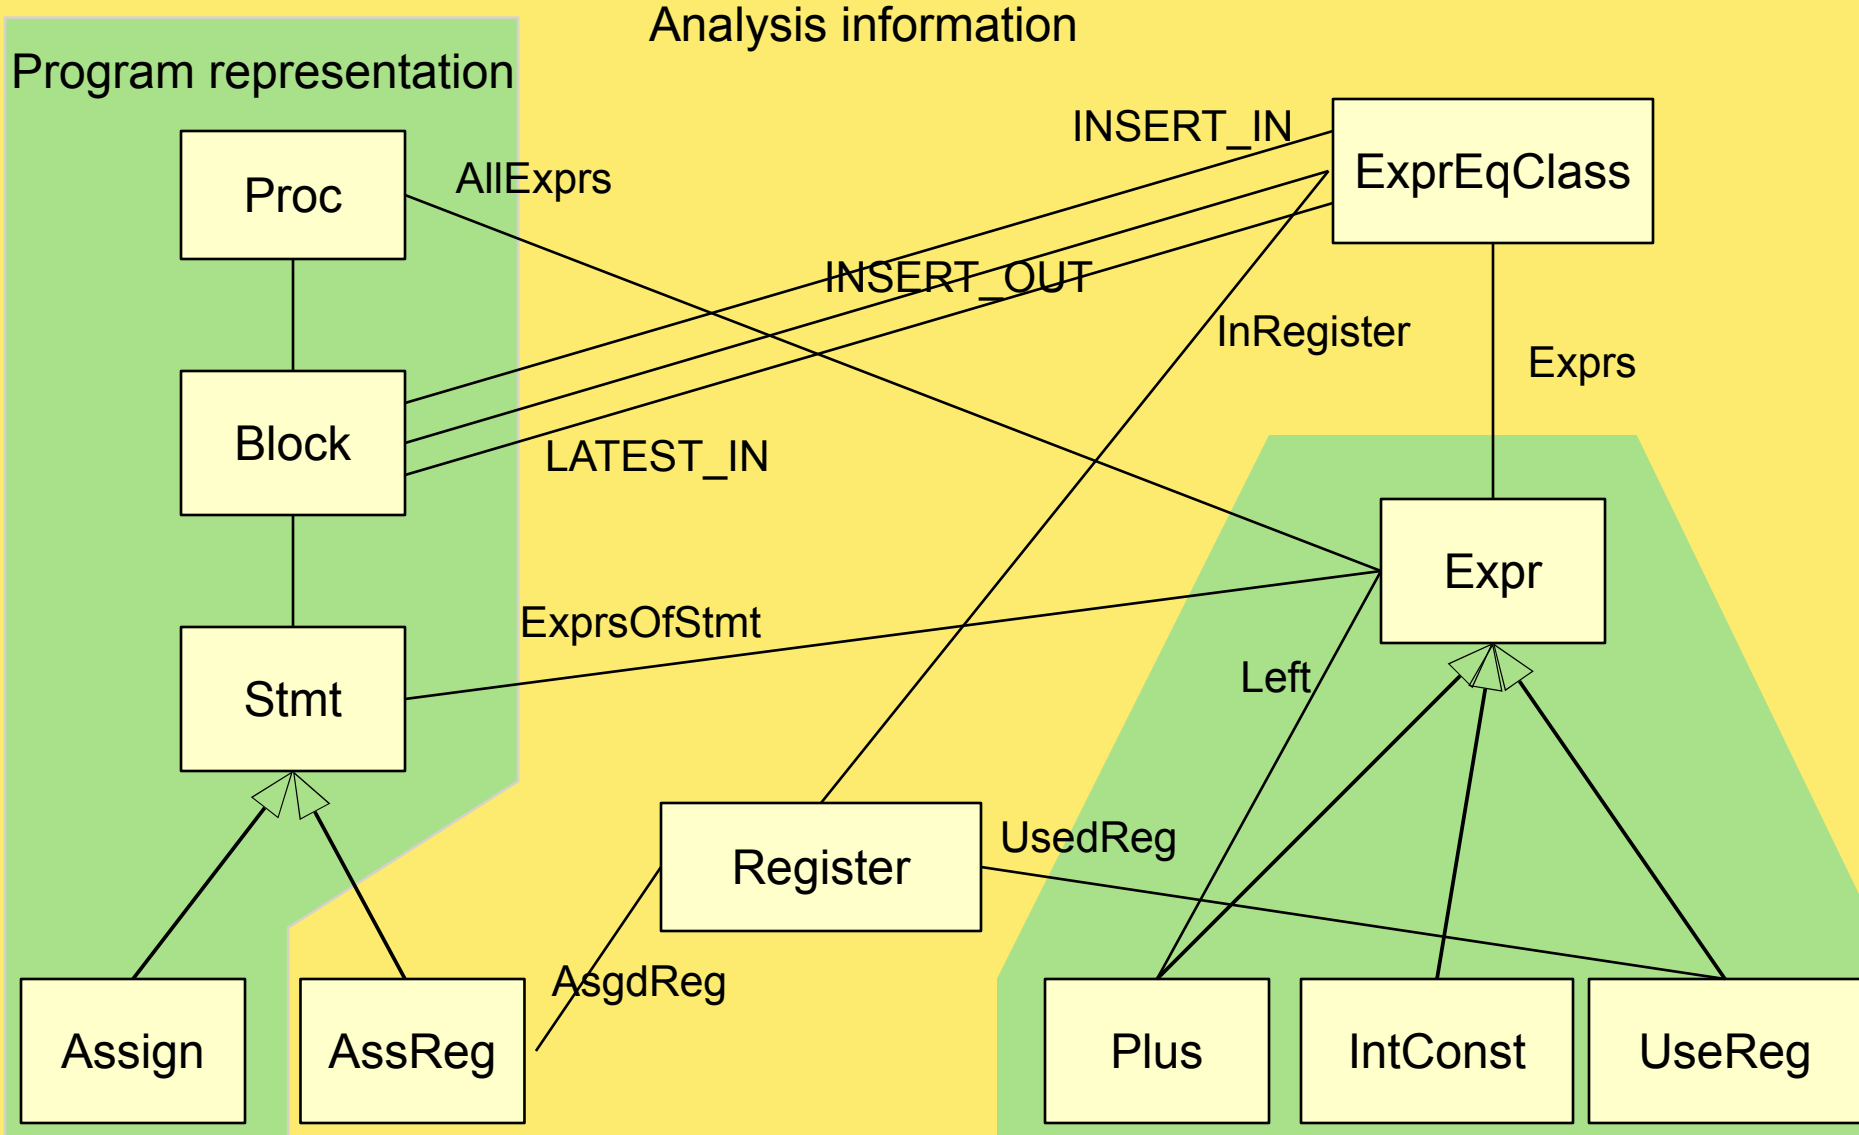 Analysis information
Program representation
INSERT_IN
ExprEqClass
AllExprs
Proc
INSERT_OUT
InRegister
Exprs
Block
LATEST_IN
Expr
ExprsOfStmt
Left
Stmt
UsedReg
Register
AsgdReg
Assign
AssReg
Plus
IntConst
UseReg